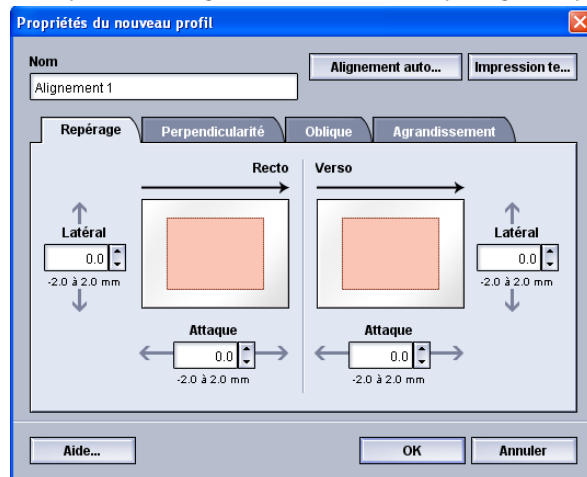 Propriétés du nouveau profil
Nom
Alignement 1
Alignement auto...
Impression te...
Repérage
Perpendicularité
Oblique
Agrandissement
Recto
Verso
Latéral
0.0
-2.0 à 2.0 mm
Latéral
0.0
-2.0 à 2.0 mm
Attaque
0.0
-2.0 à 2.0 mm
Attaque
0.0
-2.0 à 2.0 mm
Aide...
OK
Annuler